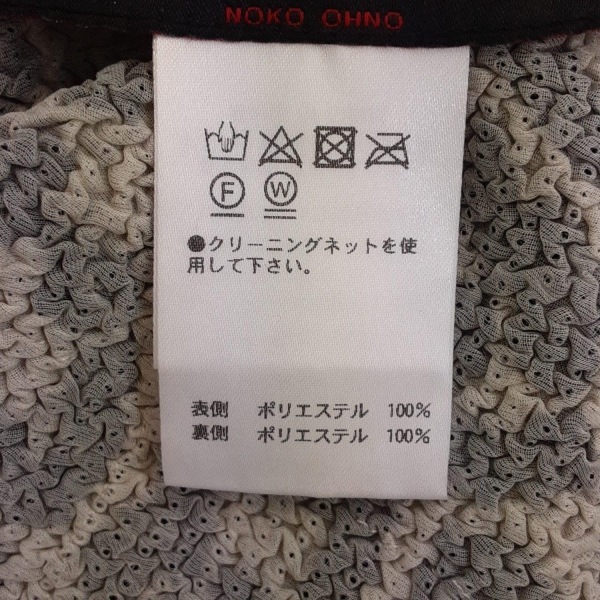 NOKO OHNO
F W
●クリーニングネットを使
用して下さい。
表側 ポリエステル 100%
裏側 ポリエステル 100%